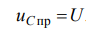 u_{C пр} = U